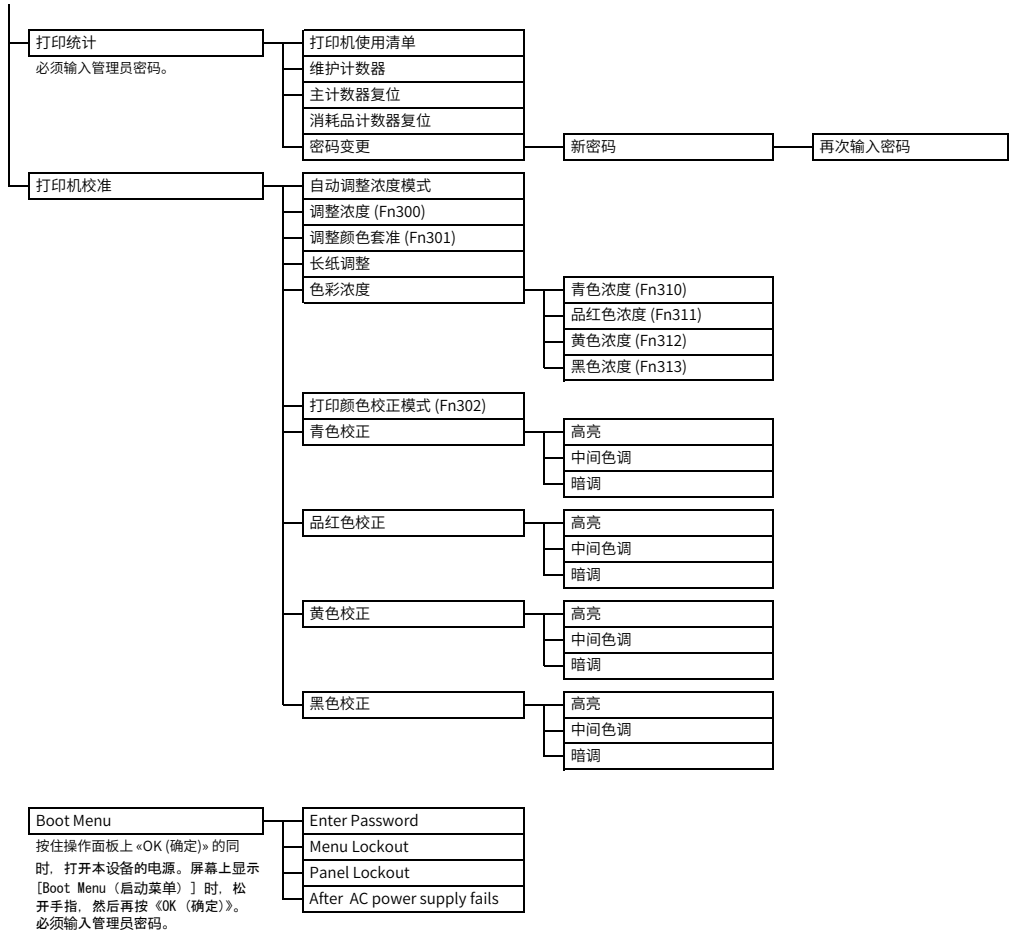 打印统计
必须输入管理员密码。
打印机使用清单
维护计数器
主计数器复位
消耗品计数器复位
密码变更
新密码
再次输入密码
打印机校准
自动调整浓度模式
调整浓度 (Fn300)
调整颜色套准 (Fn301)
长纸调整
色彩浓度
青色浓度 (Fn310)
品红色浓度 (Fn311)
黄色浓度 (Fn312)
黑色浓度 (Fn313)
打印颜色校正模式 (Fn302)
青色校正
高亮
中间色调
暗调
品红色校正
高亮
中间色调
暗调
黄色校正
高亮
中间色调
暗调
黑色校正
高亮
中间色调
暗调
Boot Menu
按住操作面板上 «OK (确定)» 的同
时，打开本设备的电源。屏幕上显示
[Boot Menu（启动菜单）] 时，松
开手指，然后再按《OK（确定）》。
必须输入管理员密码。
Enter Password
Menu Lockout
Panel Lockout
After AC power supply fails